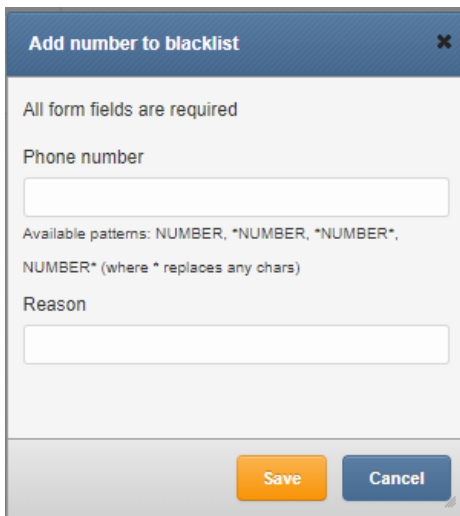 Add number to blacklist
All form fields are required
Phone number
Available patterns: NUMBER, *NUMBER, *NUMBER*,
NUMBER* (where * replaces any chars)
Reason
Save
Cancel